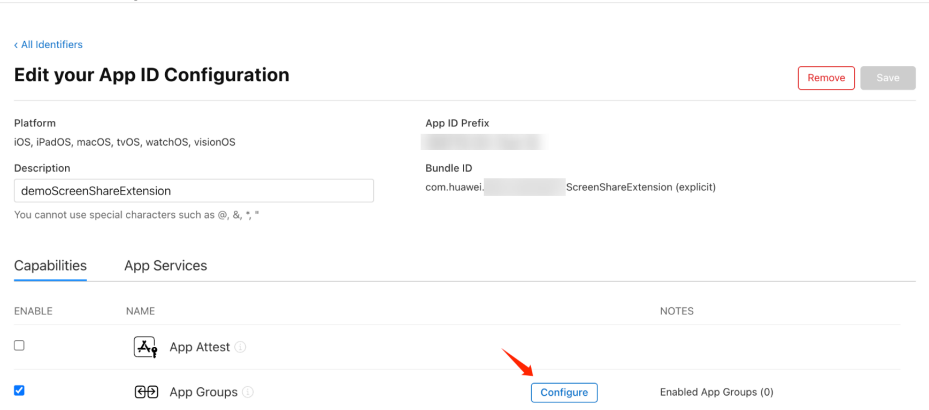 ‹ All Identifiers
Edit your App ID Configuration
Remove
Save
Platform
iOS, iPadOS, macOS, tvOS, watchOS, visionOS
App ID Prefix
Description
demoScreenShareExtension
You cannot use special characters such as @, &, *, "
Bundle ID
com.huawei. ScreenShareExtension (explicit)
Capabilities App Services
ENABLE NAME NOTES
App Attest
App Groups Configure Enabled App Groups (0)